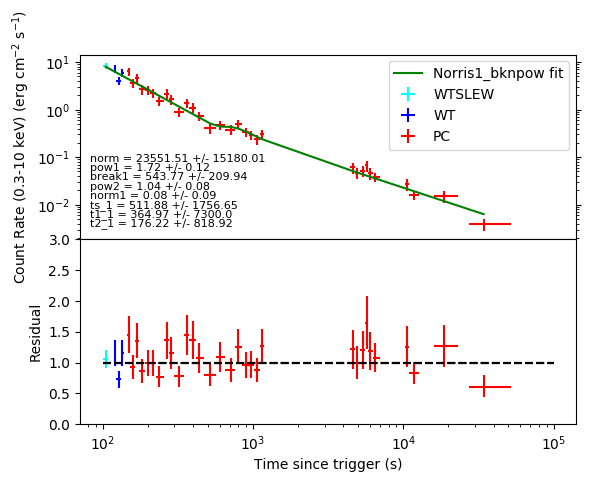 Count Rate (0.3-10 keV) (erg cm⁻² s⁻¹)
10¹
10⁰
10⁻¹
10⁻²
Norris1_bknpow fit
WTSLEW
WT
PC
norm = 23551.51 +/- 15180.01
pow1 = 1.72 +/- 0.12
break1 = 543.77 +/- 209.94
pow2 = 1.04 +/- 0.08
norm1 = 0.08 +/- 0.09
ts_1 = 511.88 +/- 1756.65
t1_1 = 364.97 +/- 7300.0
t2_1 = 176.22 +/- 818.92
Residual
3.0
2.5
2.0
1.5
1.0
0.5
0.0
10² 10³ 10⁴ 10⁵
Time since trigger (s)